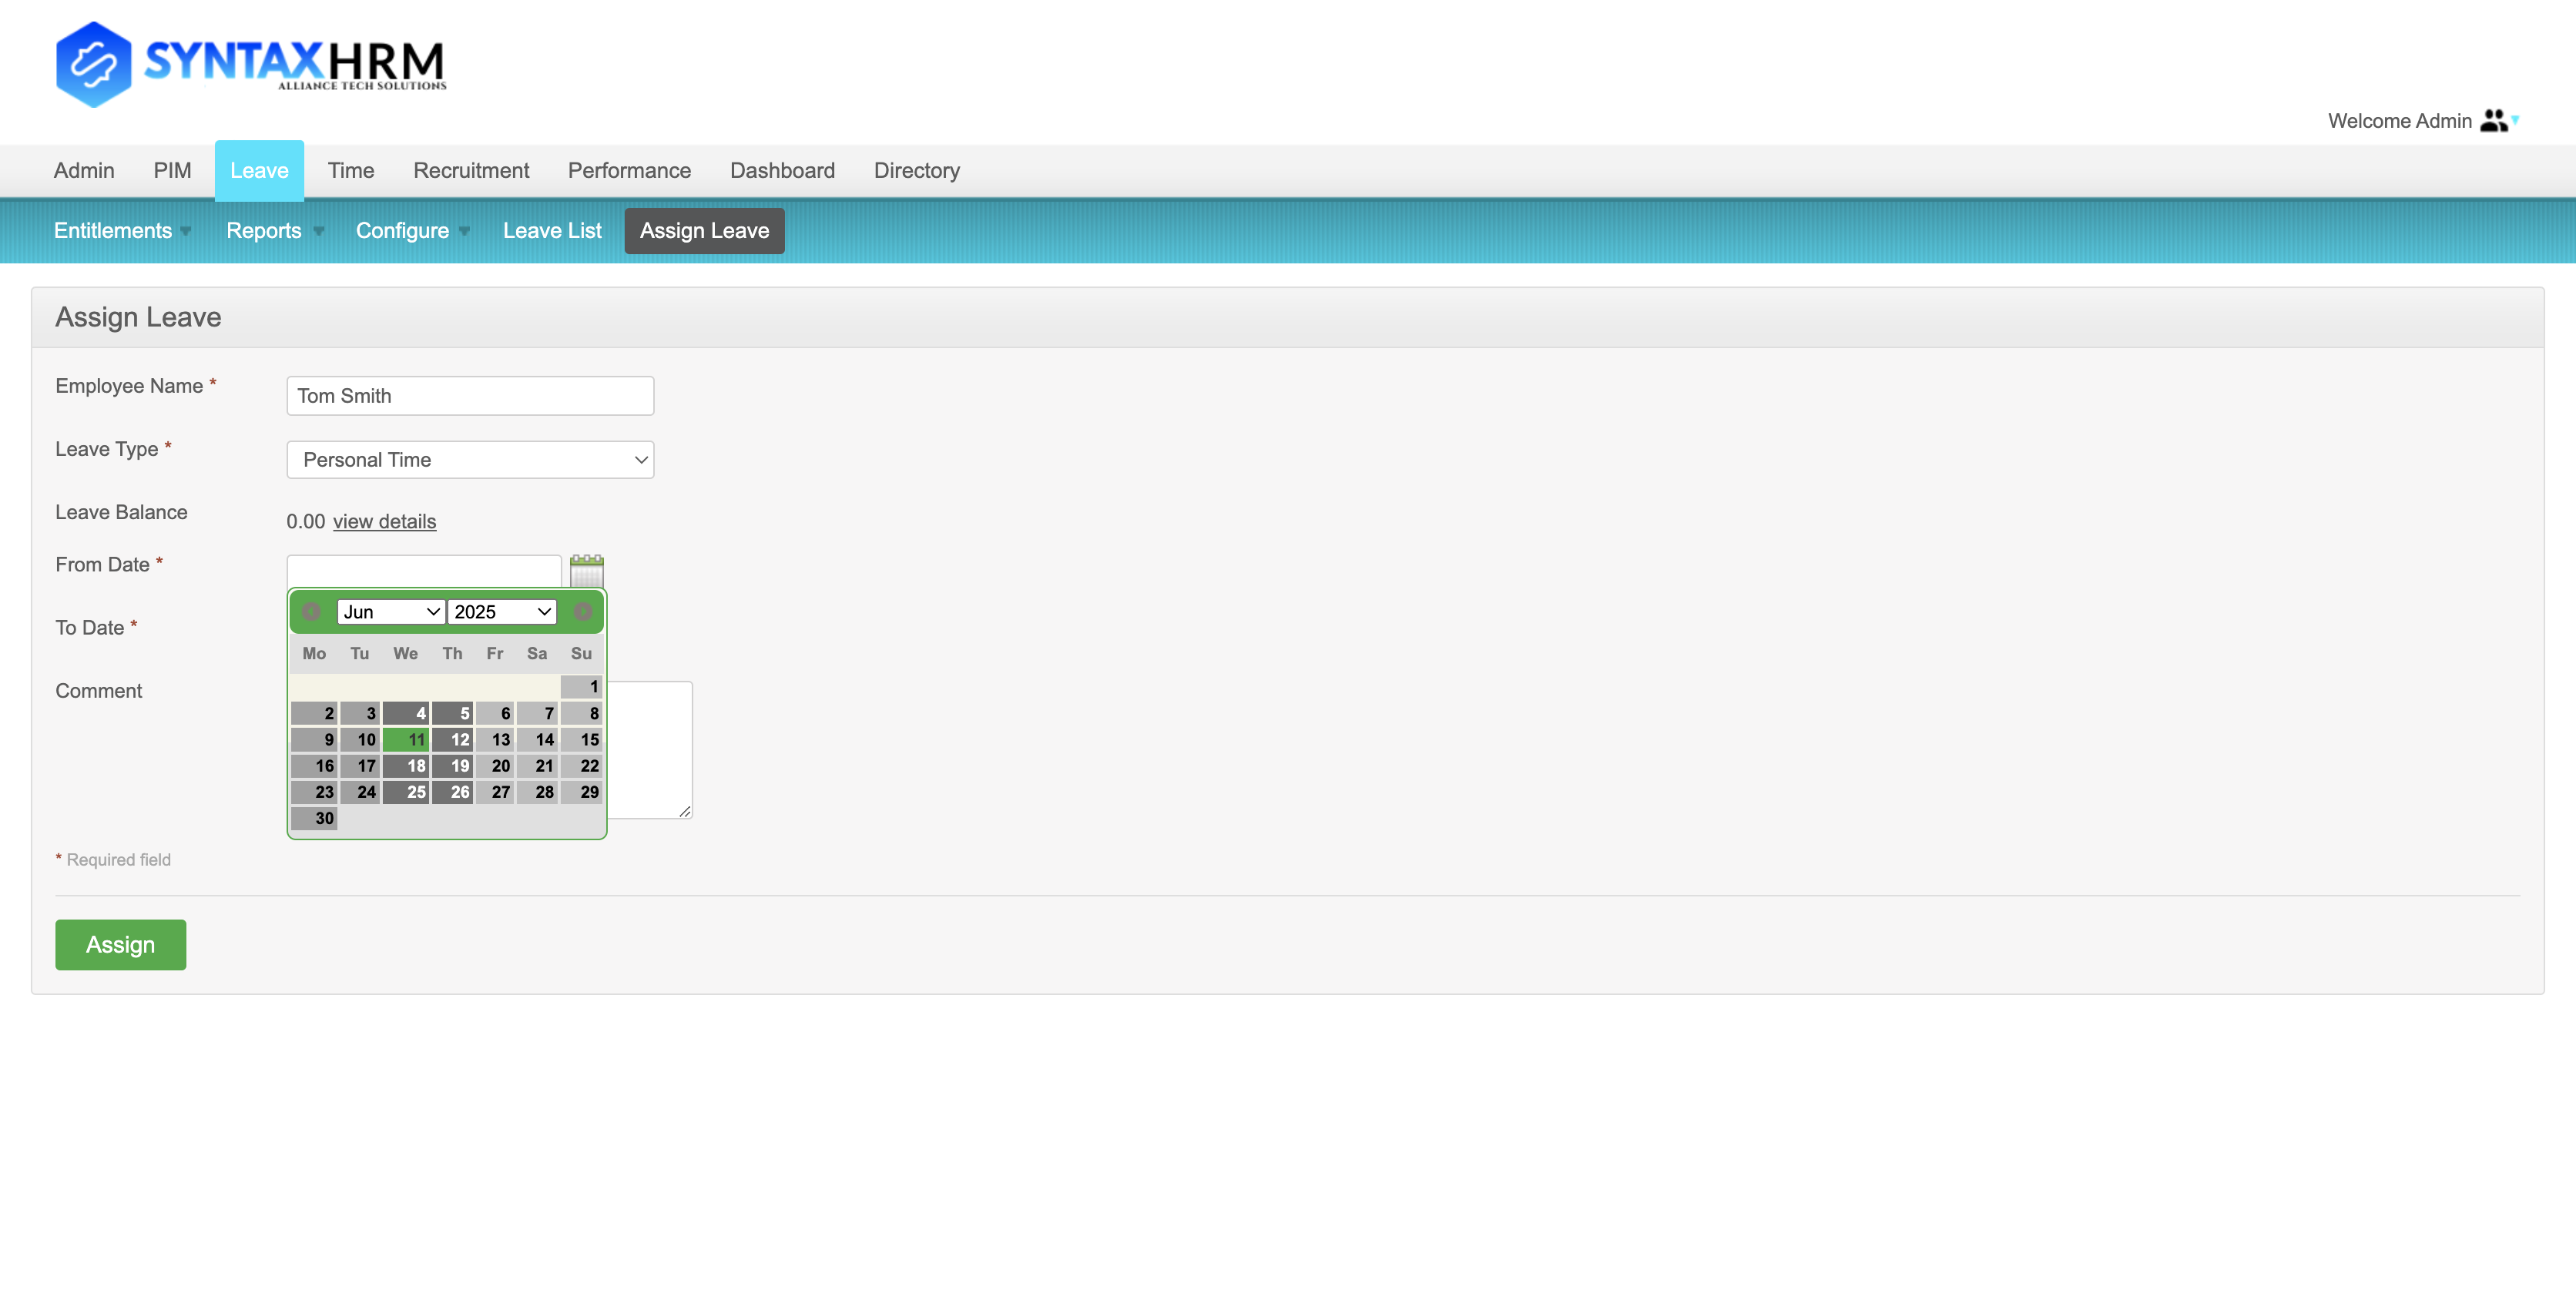 SYNTAXHRM
ALLIANCE TECH SOLUTIONS
Welcome Admin
Admin PIM Leave Time Recruitment Performance Dashboard Directory
Entitlements Reports Configure Leave List Assign Leave
Assign Leave
Employee Name * Tom Smith
Leave Type * Personal Time
Leave Balance 0.00 view details
From Date *
Jun 2025
To Date *
Mo Tu We Th Fr Sa Su
Comment
1
2 3 4 5 6 7 8
9 10 11 12 13 14 15
16 17 18 19 20 21 22
23 24 25 26 27 28 29
30
* Required field
Assign